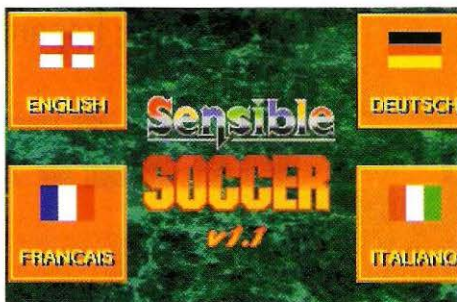 ENGLISH
DEUTSCH
Sensible
SOCCER
v1.1
FRANCAIS
ITALIANO